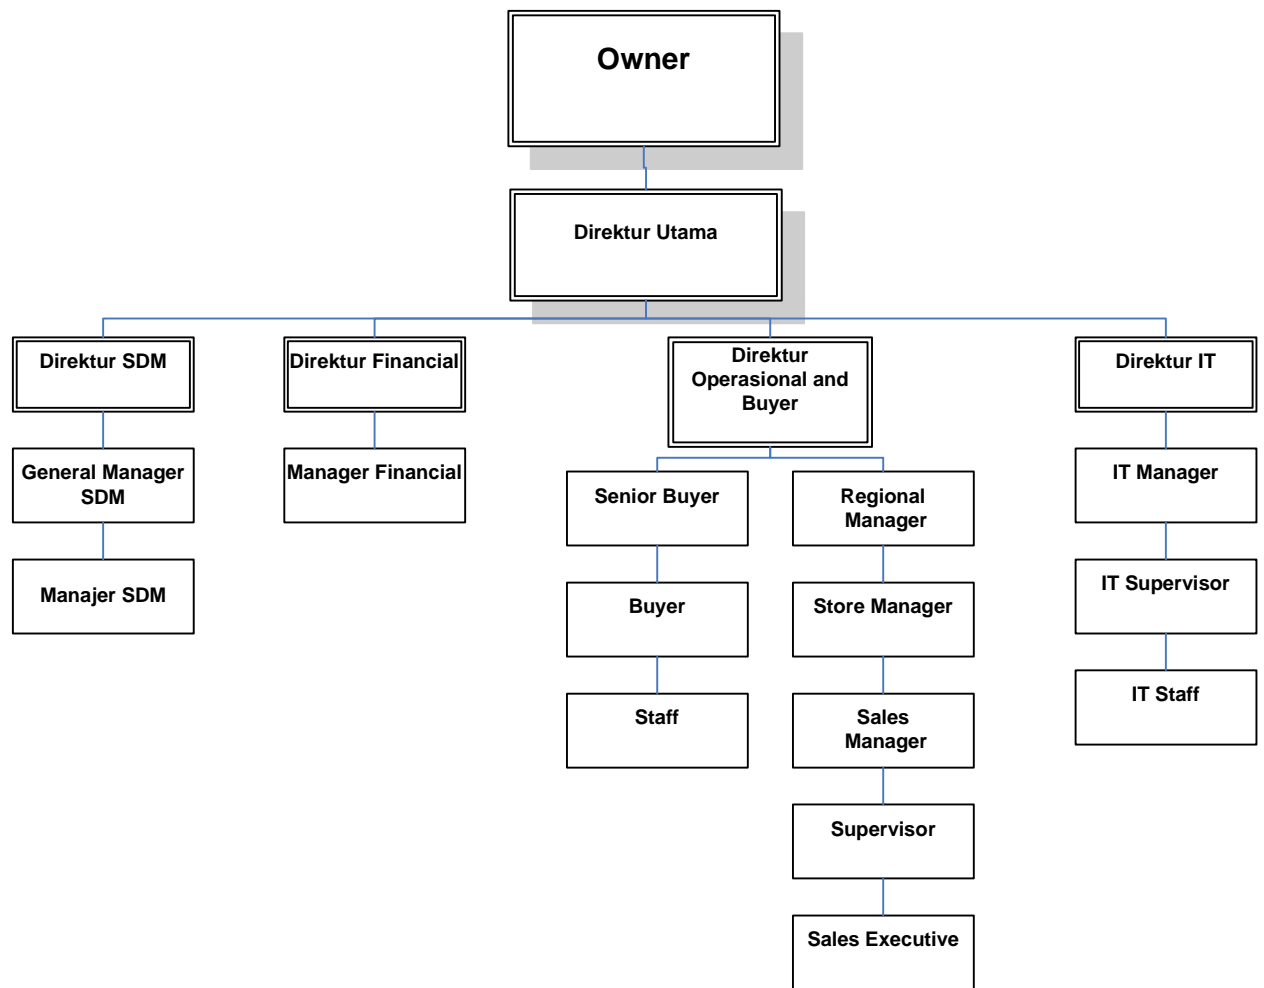 Owner
Direktur Utama
Direktur SDM
Direktur Financial
Direktur
Operasional and
Buyer
Direktur IT
General Manager
SDM
Manager Financial
Senior Buyer
Regional
Manager
IT Manager
Manajer SDM
Buyer
Store Manager
IT Supervisor
Staff
Sales
Manager
IT Staff
Supervisor
Sales Executive